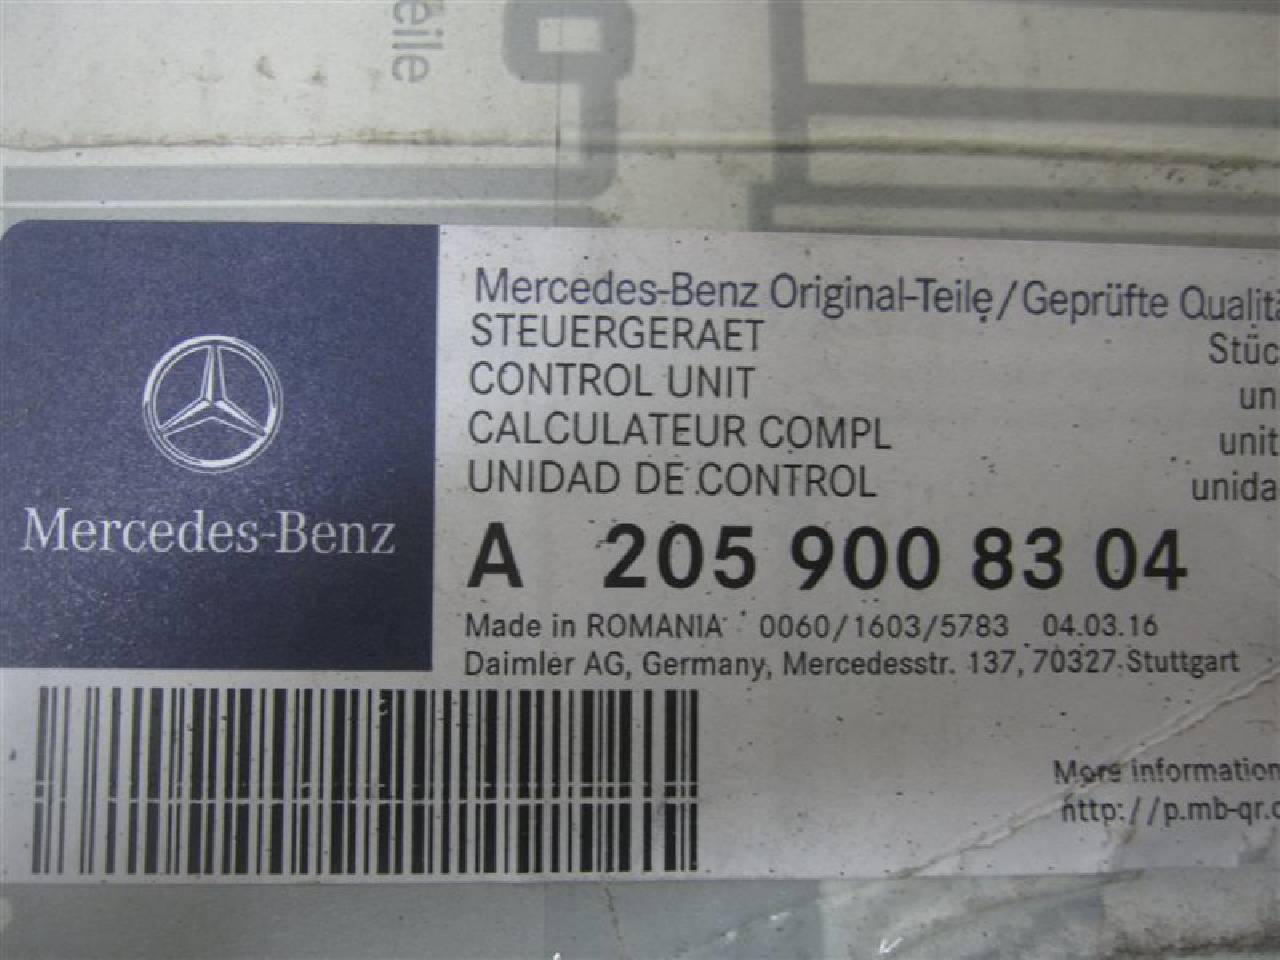 eile
Mercedes-Benz Original-Teile/Geprüfte Qualitä
STEUERGERAET Stüc
CONTROL UNIT un
CALCULATEUR COMPL unit
UNIDAD DE CONTROL unida
Mercedes-Benz
A 205 900 83 04
Made in ROMANIA 0060/1603/5783 04.03.16
Daimler AG, Germany, Mercedesstr. 137, 70327 Stuttgart
More information
http://p.mb-qr.c